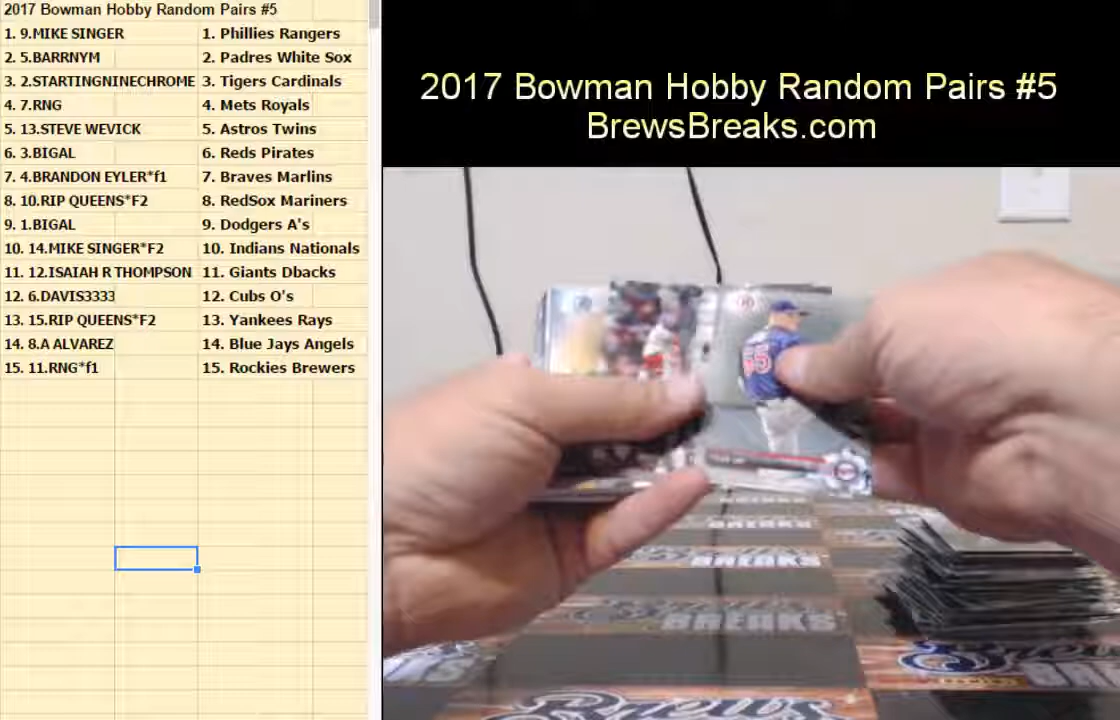 2017 Bowman Hobby Random Pairs #5
1. 9.MIKE SINGER 1. Phillies Rangers
2. 5.BARRNYM 2. Padres White Sox
3. 2.STARTINGNINECHROME 3. Tigers Cardinals
4. 7.RNG 4. Mets Royals
5. 13.STEVE WEVICK 5. Astros Twins
6. 3.BIGAL 6. Reds Pirates
7. 4.BRANDON EYLER*f1 7. Braves Marlins
8. 10.RIP QUEENS*F2 8. RedSox Mariners
9. 1.BIGAL 9. Dodgers A's
10. 14.MIKE SINGER*F2 10. Indians Nationals
11. 12.ISAIAH R THOMPSON 11. Giants Dbacks
12. 6.DAVIS3333 12. Cubs O's
13. 15.RIP QUEENS*F2 13. Yankees Rays
14. 8.A ALVAREZ 14. Blue Jays Angels
15. 11.RNG*f1 15. Rockies Brewers
2017 Bowman Hobby Random Pairs #5
BrewsBreaks.com
55
BREAKS
BREAKS
Brews
BREAKS
Brews